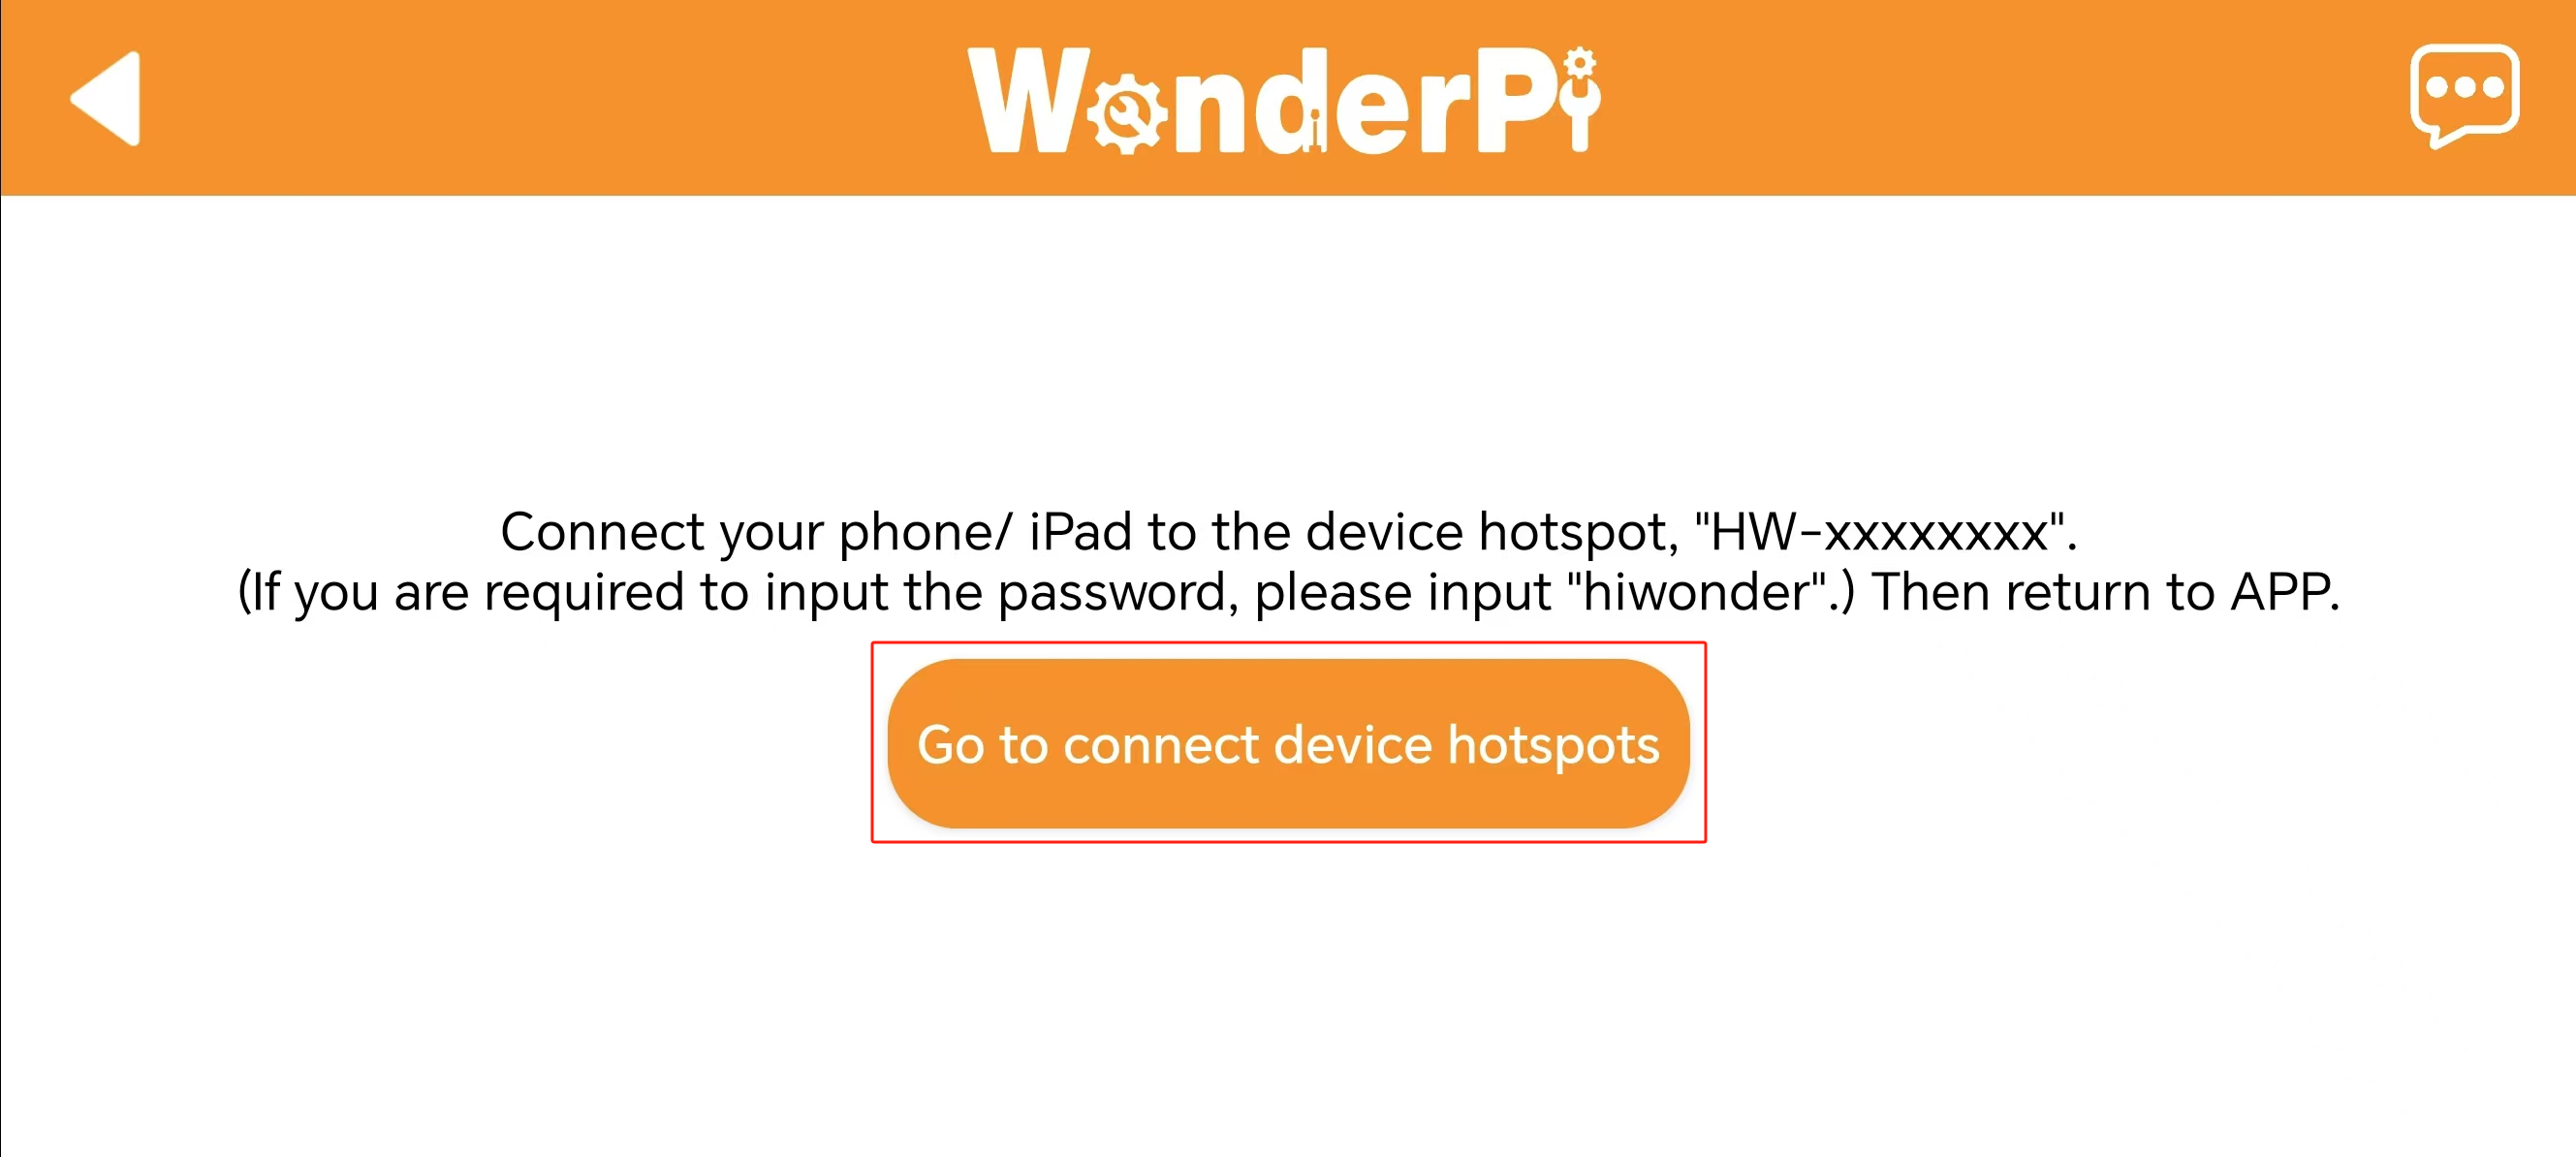 WonderPi
Connect your phone/ iPad to the device hotspot, "HW-xxxxxxxx".
(If you are required to input the password, please input "hiwonder".) Then return to APP.
Go to connect device hotspots